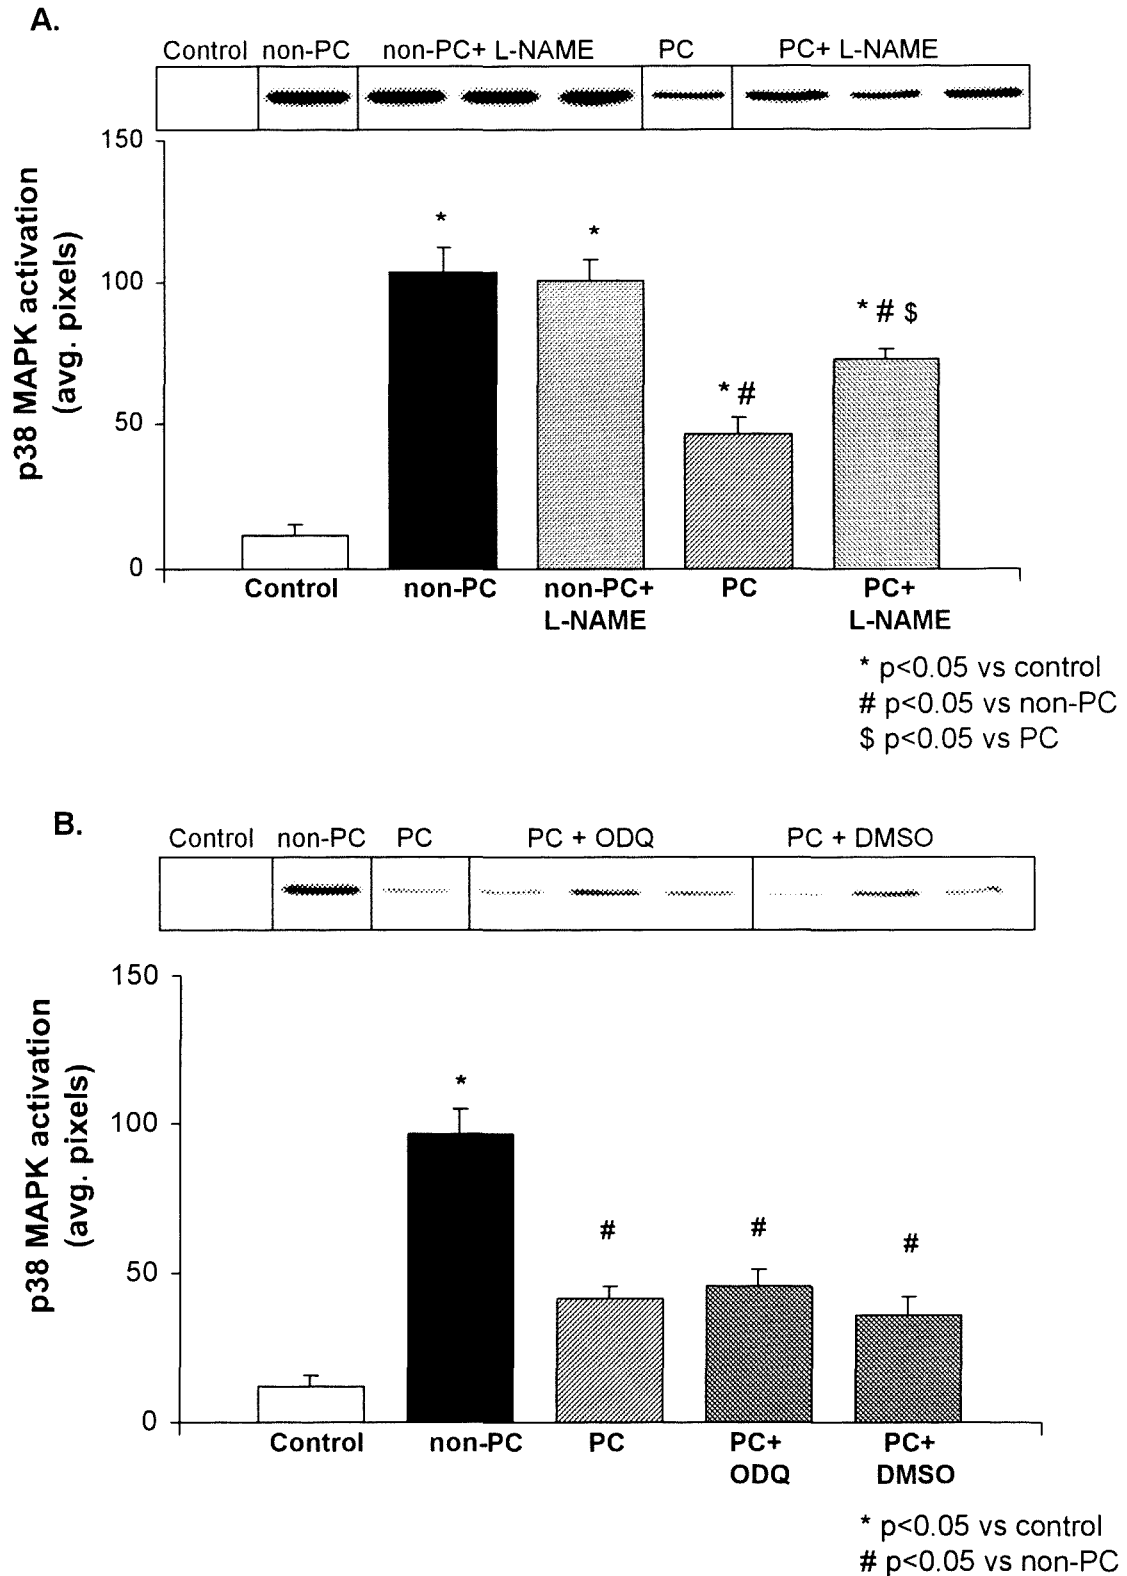 A.
Control non-PC non-PC+ L-NAME PC PC+ L-NAME
150
100
50
0
p38 MAPK activation
(avg. pixels)
*
*
* #
* # $
Control non-PC non-PC+ PC PC+
L-NAME L-NAME
* p<0.05 vs control
# p<0.05 vs non-PC
$ p<0.05 vs PC
B.
Control non-PC PC PC + ODQ PC + DMSO
150
100
50
0
p38 MAPK activation
(avg. pixels)
*
#
#
#
Control non-PC PC PC+ PC+
ODQ DMSO
* p<0.05 vs control
# p<0.05 vs non-PC